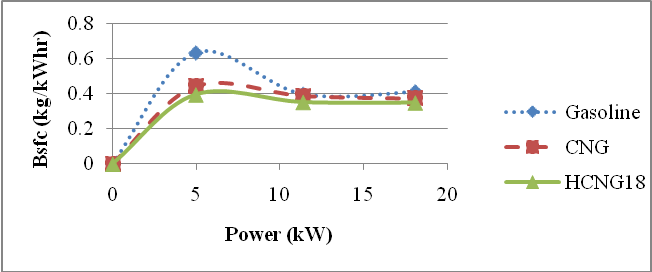 0.8
0.6
0.4
0.2
0
Bsfc (kg/kWhr)
0 5 10 15 20
Power (kW)
Gasoline
CNG
HCNG18